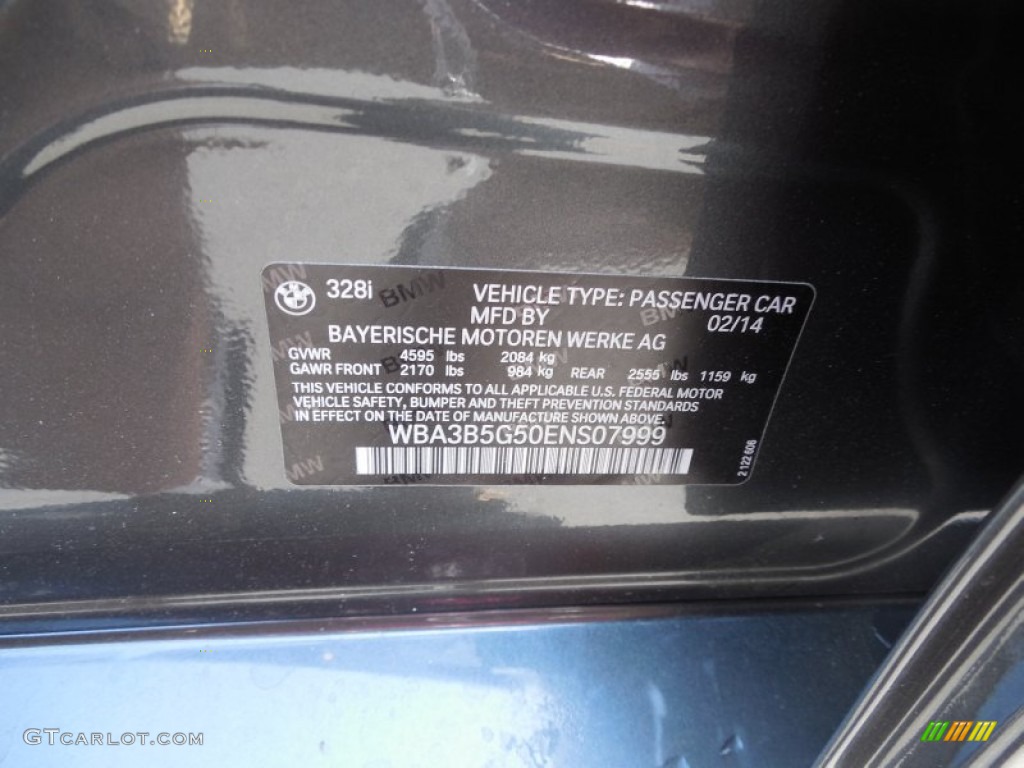 328i
VEHICLE TYPE: PASSENGER CAR
MFD BY 02/14
BAYERISCHE MOTOREN WERKE AG
GVWR 4595 lbs 2084 kg
GAWR FRONT 2170 lbs 984 kg REAR 2555 lbs 1159 kg
THIS VEHICLE CONFORMS TO ALL APPLICABLE U.S. FEDERAL MOTOR
VEHICLE SAFETY, BUMPER AND THEFT PREVENTION STANDARDS
IN EFFECT ON THE DATE OF MANUFACTURE SHOWN ABOVE.
WBA3B5G50ENS07999
2 122 606
BMW
GTCARLOT.COM